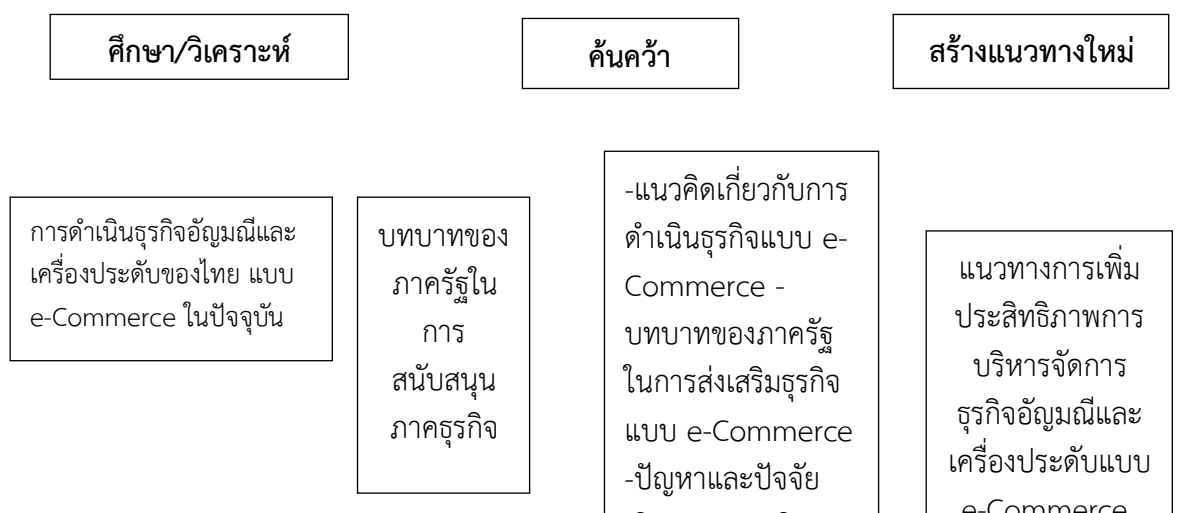 ศึกษา/วิเคราะห์
ค้นคว้า
สร้างแนวทางใหม่
การดำเนินธุรกิจอัญมณีและ
เครื่องประดับของไทย แบบ
e-Commerce ในปัจจุบัน
บทบาทของ
ภาครัฐใน
การ
สนับสนุน
ภาคธุรกิจ
-แนวคิดเกี่ยวกับการ
ดำเนินธุรกิจแบบ e-
Commerce -
บทบาทของภาครัฐ
ในการส่งเสริมธุรกิจ
แบบ e-Commerce
-ปัญหาและปัจจัย
แนวทางการเพิ่ม
ประสิทธิภาพการ
บริหารจัดการ
ธุรกิจอัญมณีและ
เครื่องประดับแบบ
e-Commerce